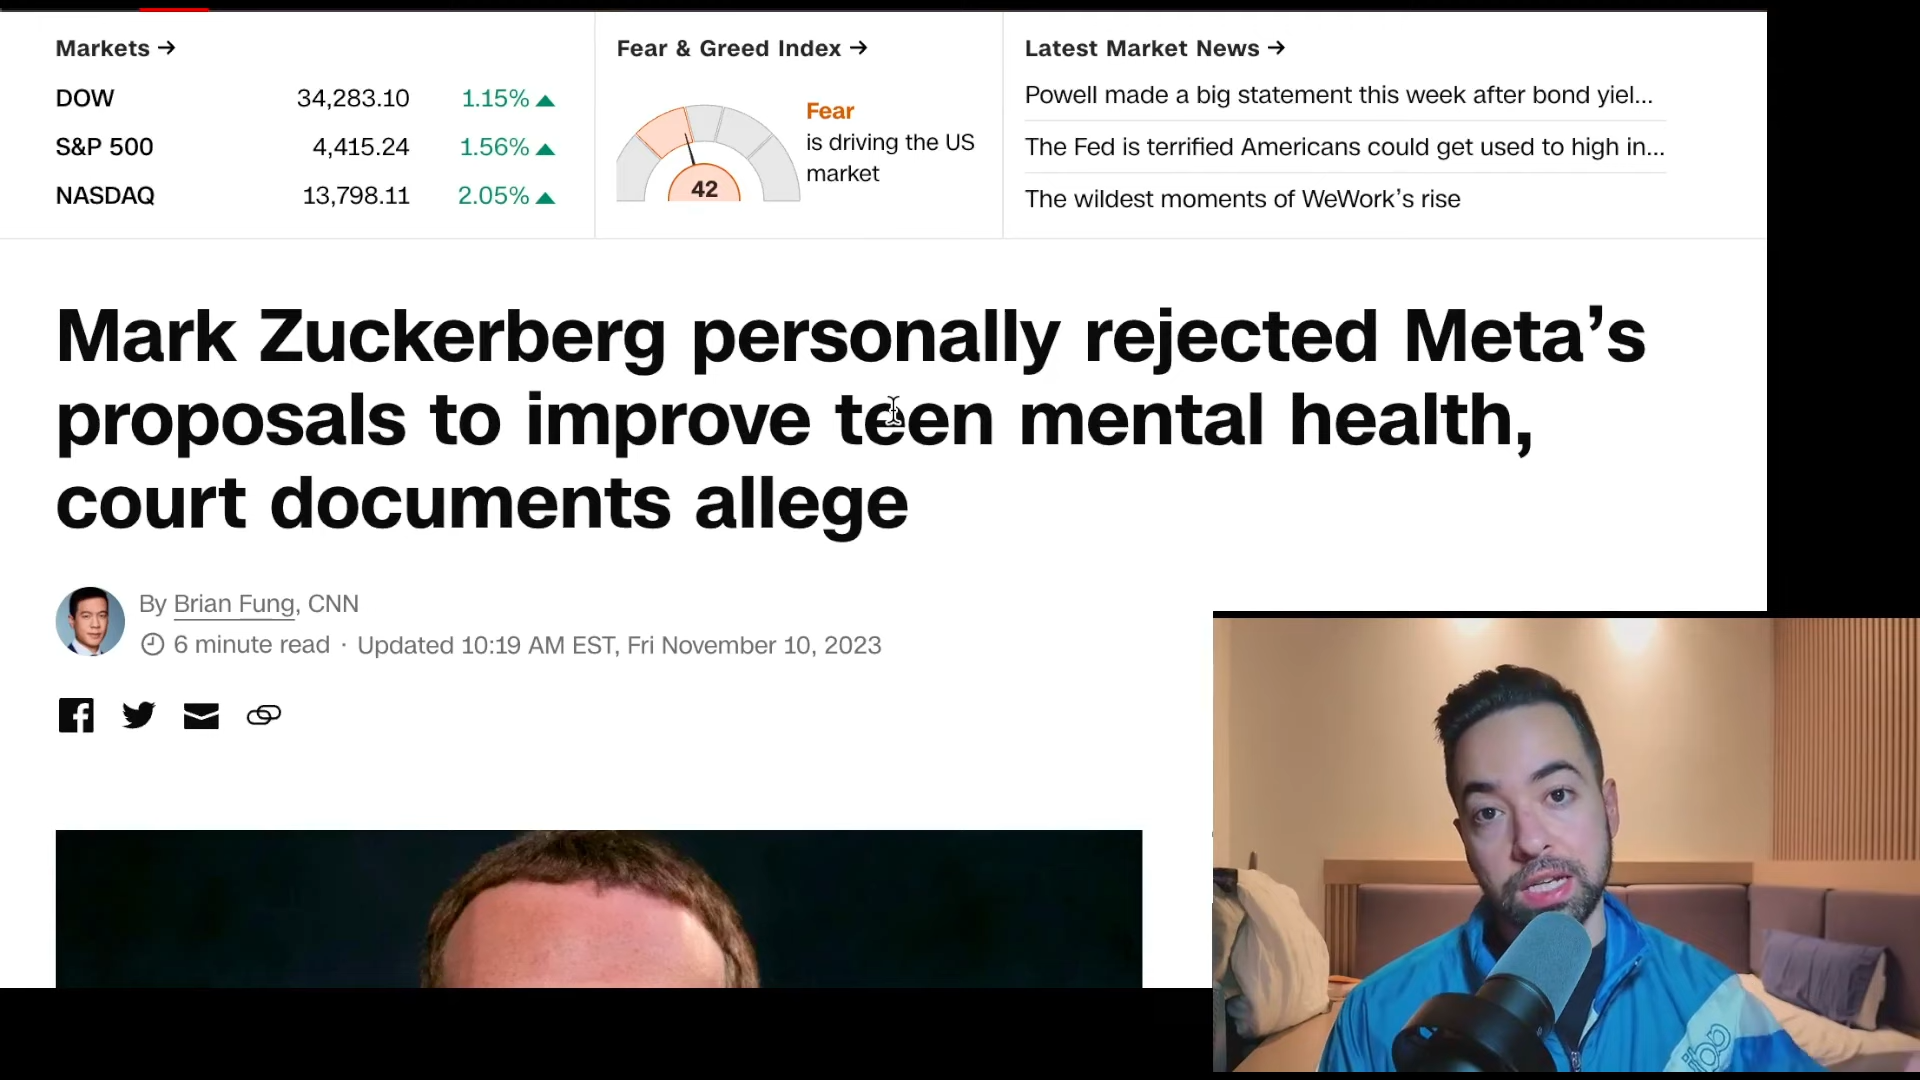 Markets →
DOW 34,283.10 1.15%
S&P 500 4,415.24 1.56%
NASDAQ 13,798.11 2.05%
Fear & Greed Index →
42
Fear
is driving the US
market
Latest Market News →
Powell made a big statement this week after bond yiel...
The Fed is terrified Americans could get used to high in...
The wildest moments of WeWork’s rise
Mark Zuckerberg personally rejected Meta’s
proposals to improve teen mental health,
court documents allege
By Brian Fung, CNN
6 minute read · Updated 10:19 AM EST, Fri November 10, 2023